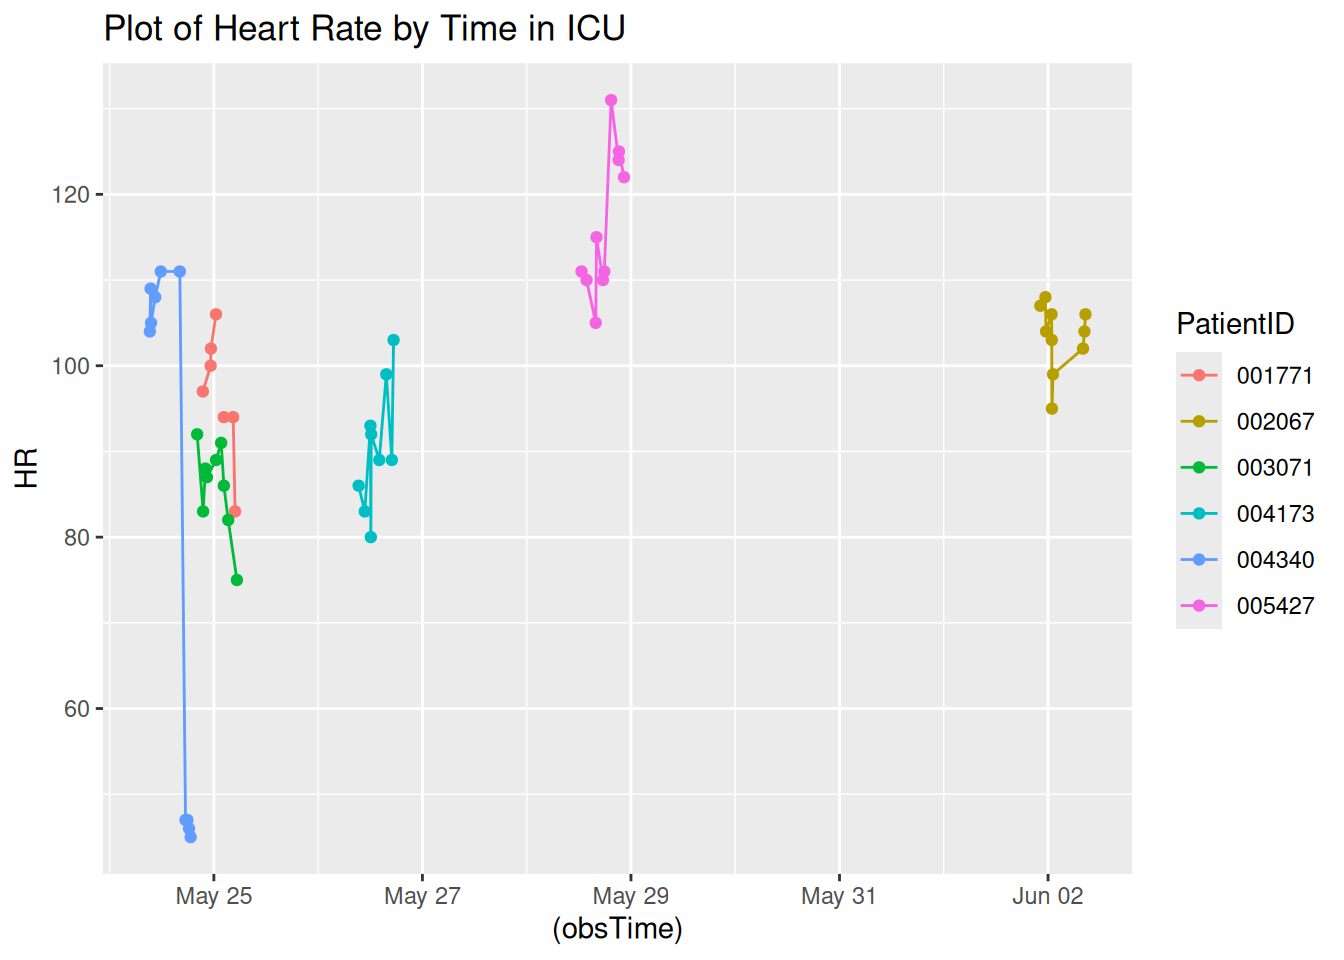 Plot of Heart Rate by Time in ICU
HR
120
100
80
60
May 25
May 27
May 29
May 31
Jun 02
(obsTime)
PatientID
001771
002067
003071
004173
004340
005427